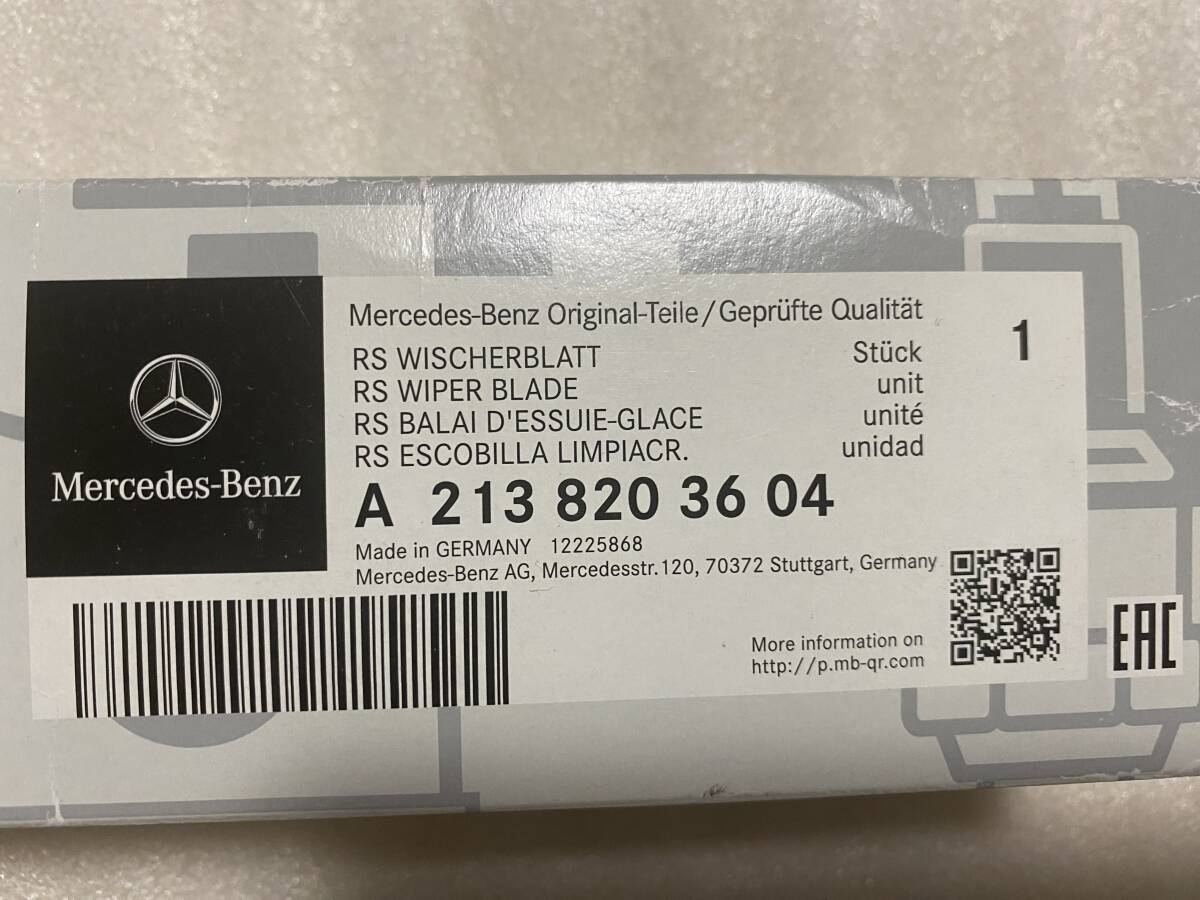 Mercedes-Benz
Mercedes-Benz Original-Teile/Geprüfte Qualität
RS WISCHERBLATT Stück 1
RS WIPER BLADE unit
RS BALAI D'ESSUIE-GLACE unité
RS ESCOBILLA LIMPIACR. unidad
A 213 820 36 04
Made in GERMANY 12225868
Mercedes-Benz AG, Mercedesstr. 120, 70372 Stuttgart, Germany
More information on
http://p.mb-qr.com
EAC